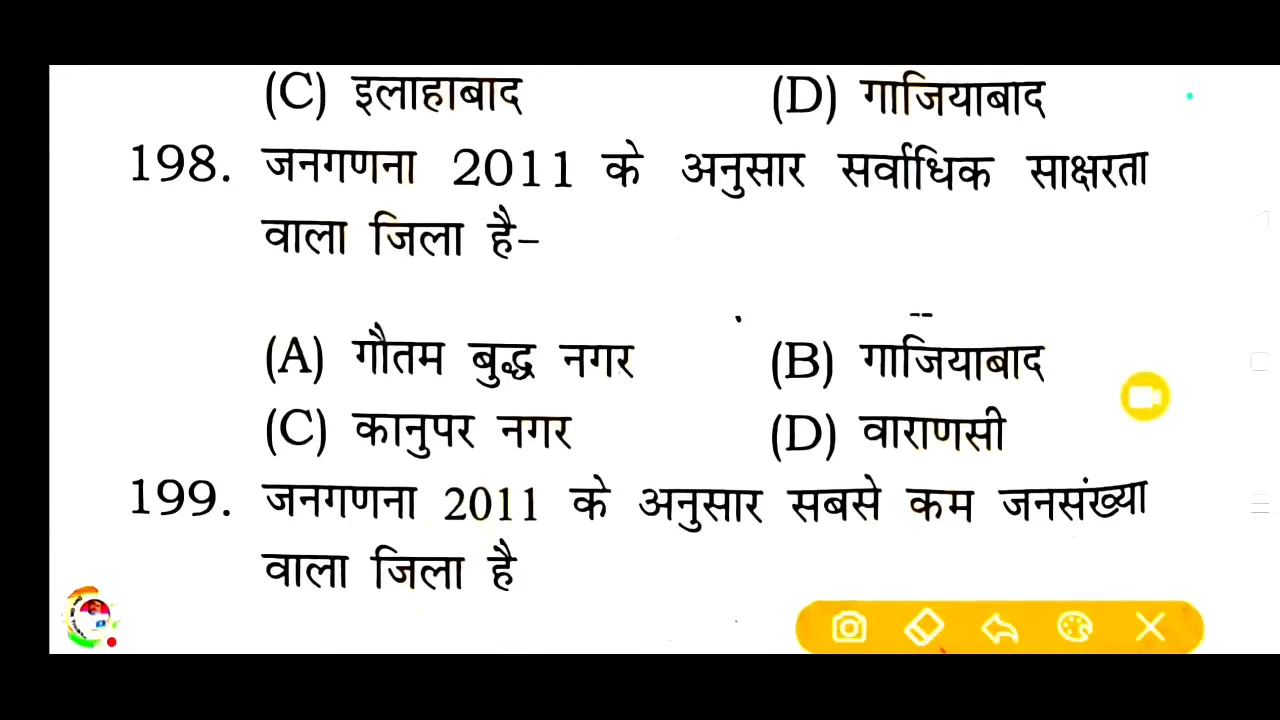 (C) इलाहाबाद (D) गाजियाबाद
198. जनगणना 2011 के अनुसार सर्वाधिक साक्षरता
वाला जिला है–
(A) गौतम बुद्ध नगर (B) गाजियाबाद
(C) कानुपर नगर (D) वाराणसी
199. जनगणना 2011 के अनुसार सबसे कम जनसंख्या
वाला जिला है